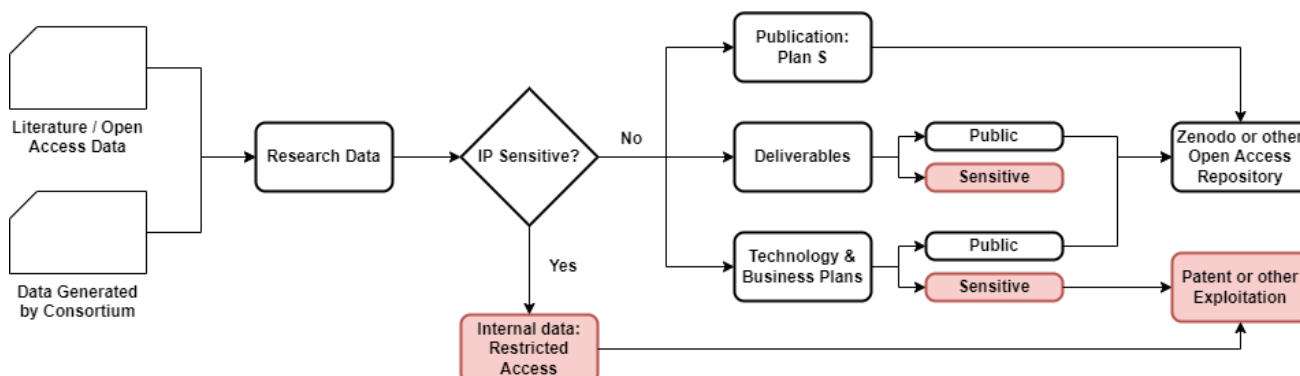 Literature / Open
Access Data
Data Generated
by Consortium
Research Data
IP Sensitive?
No
Yes
Internal data:
Restricted
Access
Publication:
Plan S
Deliverables
Public
Sensitive
Technology &
Business Plans
Public
Sensitive
Zenodo or other
Open Access
Repository
Patent or other
Exploitation